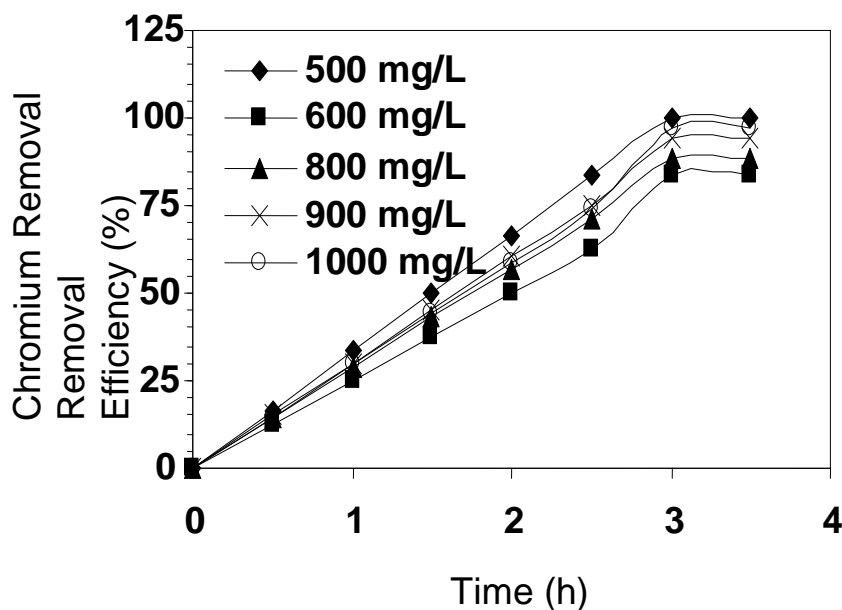 125
100
75
50
25
0
500 mg/L
600 mg/L
800 mg/L
900 mg/L
1000 mg/L
Chromium Removal
Removal
Efficiency (%)
0 1 2 3 4
Time (h)